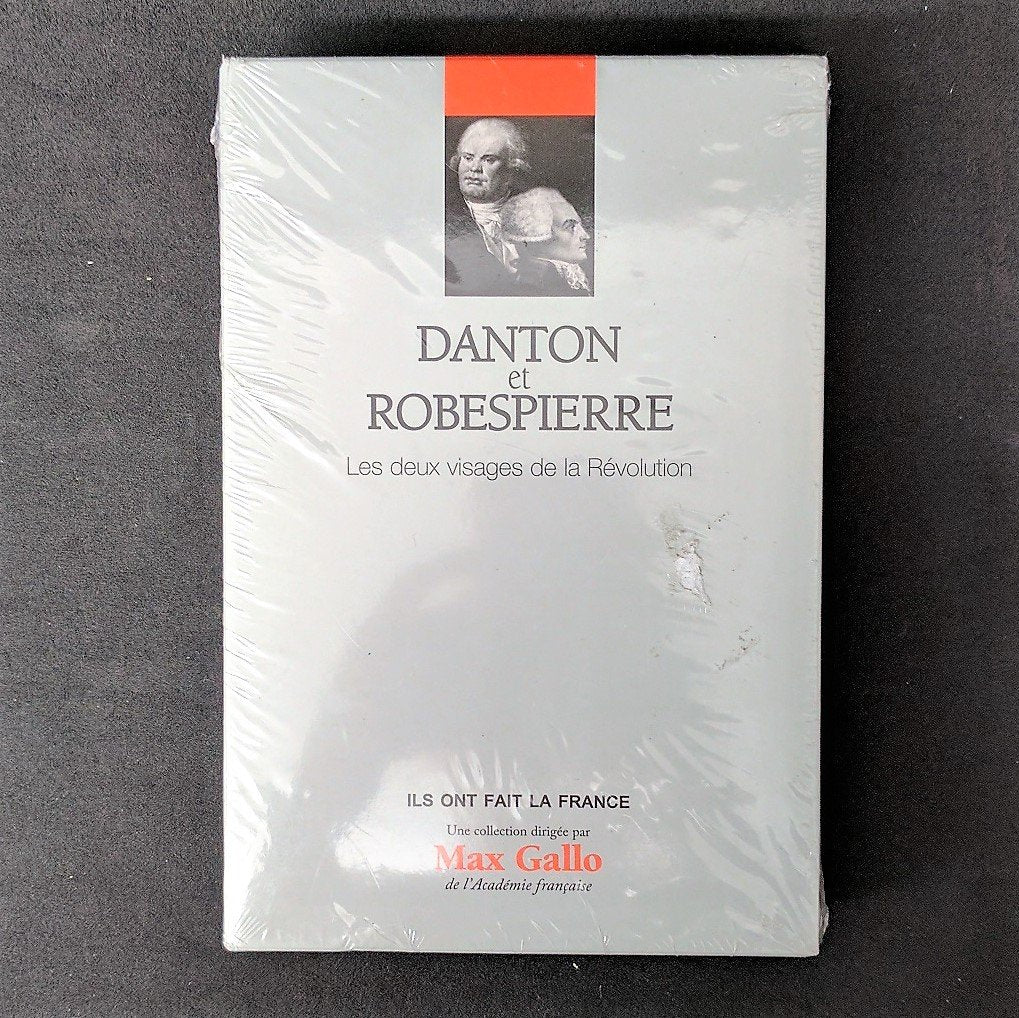 DANTON
et
ROBESPIERRE
Les deux visages de la Révolution
ILS ONT FAIT LA FRANCE
Une collection dirigée par
Max Gallo
de l'Académie française